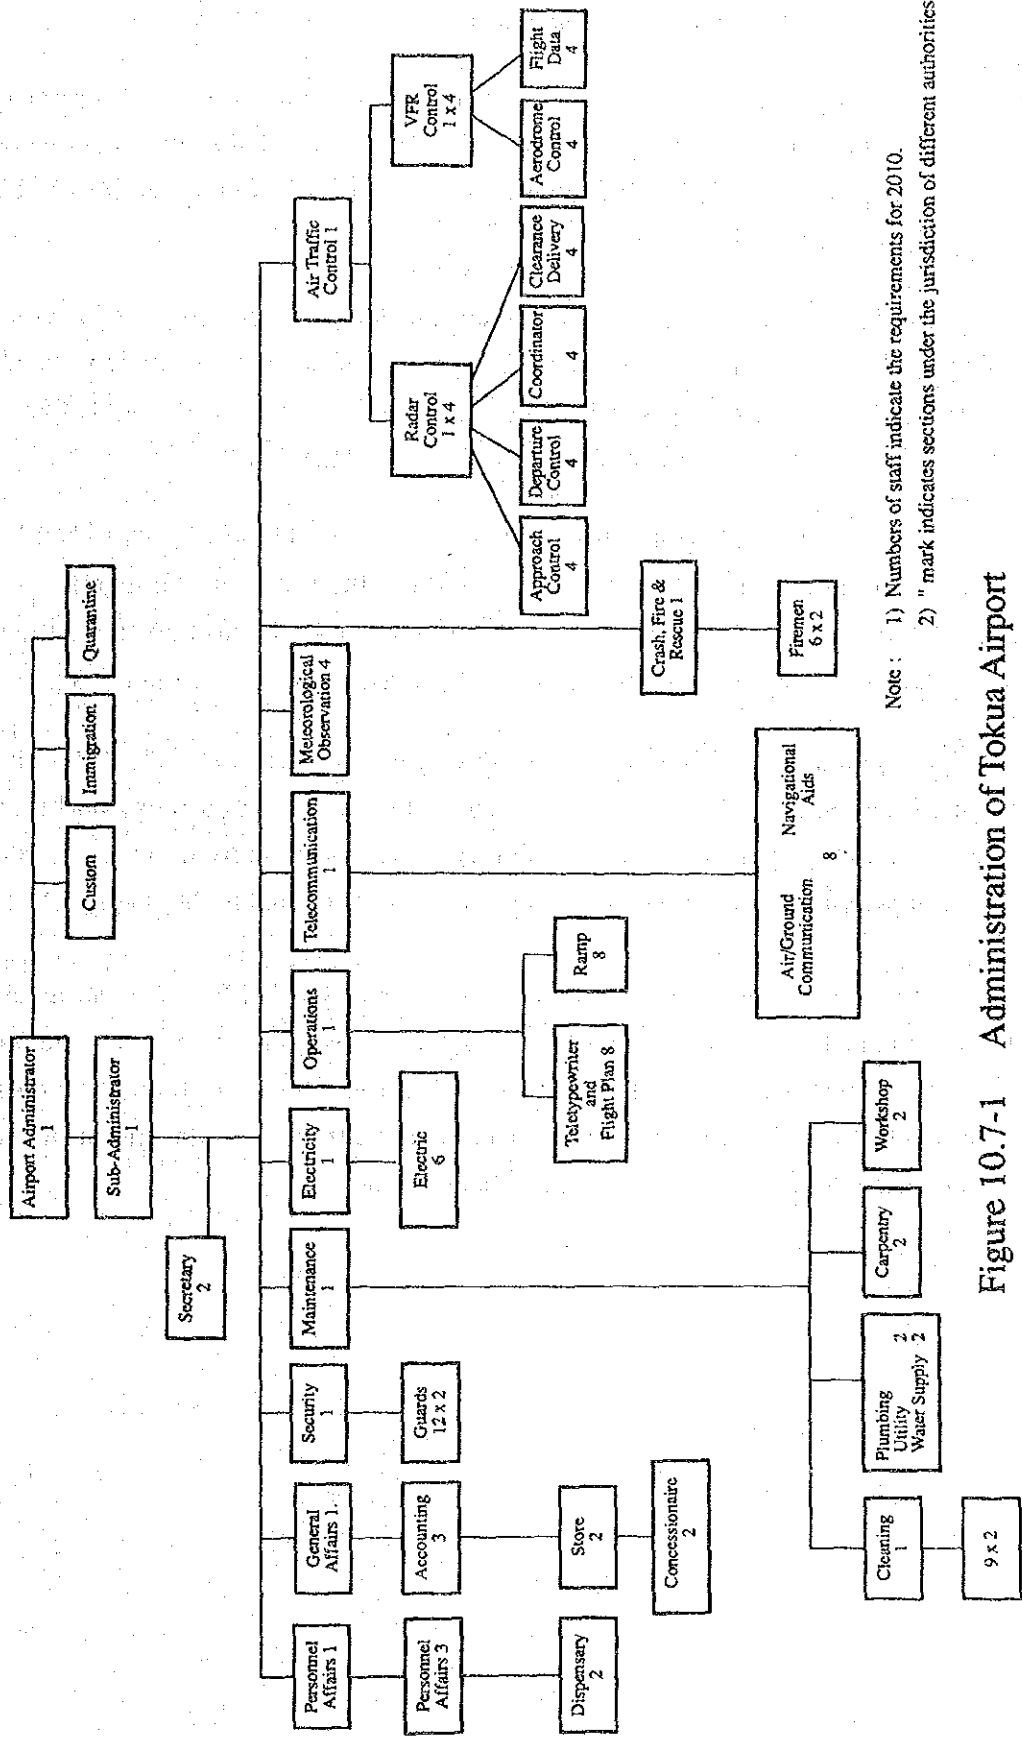 Airport Administrator
1
Sub-Administrator
1
Custom
Immigration
Quarantine
Secretary
2
Personnel
Affairs 1
General
Affairs 1.
Security
1
Maintenance
1
Electricity
1
Operations
1
Telecommunication
1
Meteorological
Observation 4
Air Traffic
Control 1
Personnel
Affairs 3
Accounting
3
Guards
12 x 2
Electric
6
Radar
Control
1 x 4
VFR
Control
1 x 4
Dispensary
2
Store
2
Teletypewriter
and
Flight Plan 8
Ramp
8
Approach
Control
4
Departure
Control
4
Coordinator
4
Clearance
Delivery
4
Aerodrome
Control
4
Flight
Data
4
Concessionaire
2
Crash, Fire &
Rescue 1
Firemen
6 x 2
Air/Ground
Communication
Navigational
Aids
8
Cleaning
1
Plumbing
Utility 2
Water Supply 2
Carpentry
2
Workshop
2
9 x 2
Note : 1) Numbers of staff indicate the requirements for 2010.
2) " mark indicates sections under the jurisdiction of different authorities
Figure 10.7-1 Administration of Tokua Airport